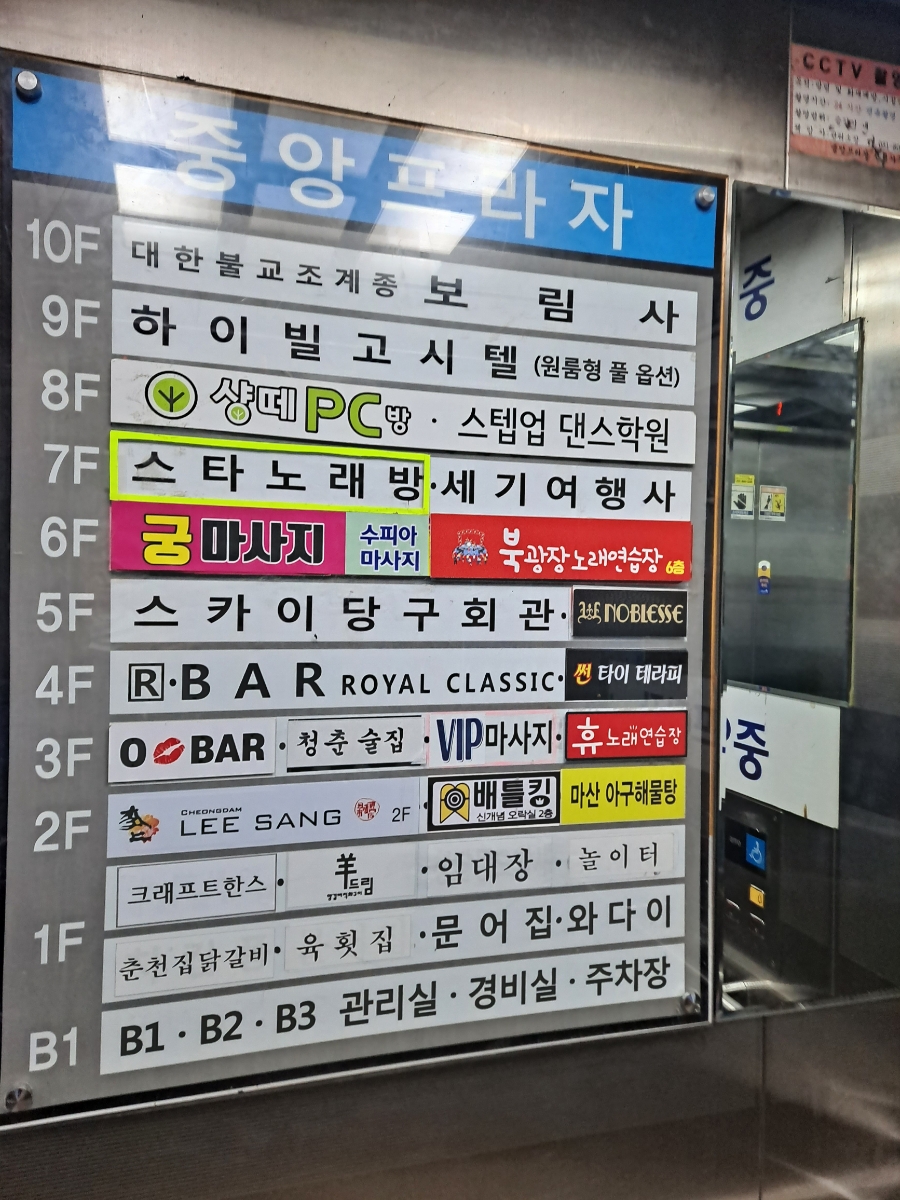 중앙프라자
10F 대한불교조계종 보림사
9F 하이빌고시텔 (원룸형 풀 옵션)
8F 샹떼PC방 · 스텝업 댄스학원
7F 스타노래방·세기여행사
6F 궁마사지 수피아 마사지 북광장노래연습장 6층
5F 스카이당구회관· NOBLESSE
4F R·BAR ROYAL CLASSIC· 썬 타이 테라피
3F O BAR · 청춘술집 · VIP마사지· 휴노래연습장
2F CHEONGDAM LEE SANG 2F · 배틀킹 신개념 오락실 2층 마산 아구해물탕
크래프트한스 · 羊드림 · 임대장 · 놀이터
1F 춘천집닭갈비 · 육횟집 · 문어집·와다이
B1 B1 · B2 · B3 관리실 · 경비실 · 주차장
CCTV
중
중